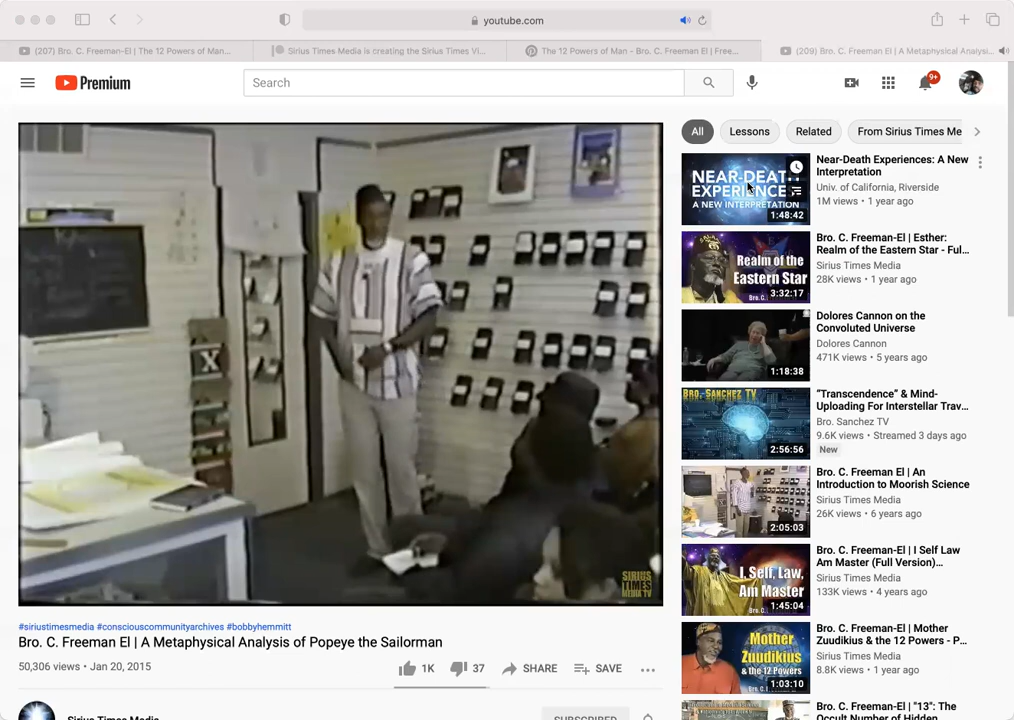 youtube.com
(207) Bro. C. Freeman-El | The 12 Powers of Man...
Sirius Times Media is creating the Sirius Times Vi...
The 12 Powers of Man - Bro. C. Freeman El | Free...
(209) Bro. C. Freeman El | A Metaphysical Analysi...
Premium
Search
9+
All
Lessons
Related
From Sirius Times Me
X
SIRIUS
TIMES
MEDIA TV
#siriustimesmedia #consciouscommunityarchives #bobbyhemmitt
Bro. C. Freeman El | A Metaphysical Analysis of Popeye the Sailorman
50,306 views • Jan 20, 2015
1K
37
SHARE
SAVE
Sirius Times Media
SUBSCRIBED
NEAR-DEATH
EXPERIENCE
A NEW INTERPRETATION
1:48:42
Near-Death Experiences: A New
Interpretation
Univ. of California, Riverside
1M views • 1 year ago
Realm of the
Eastern Star
3:32:17
Bro. C. Freeman-El | Esther:
Realm of the Eastern Star - Ful...
Sirius Times Media
28K views • 1 year ago
1:18:38
Dolores Cannon on the
Convoluted Universe
Dolores Cannon
471K views • 5 years ago
BRO. SANCHEZ TV
2:56:56
“Transcendence” & Mind-
Uploading For Interstellar Trav...
Bro. Sanchez TV
9.6K views • Streamed 3 days ago
New
2:05:03
Bro. C. Freeman El | An
Introduction to Moorish Science
Sirius Times Media
26K views • 6 years ago
I, Self, Law,
Am Master
1:45:04
Bro. C. Freeman-El | I Self Law
Am Master (Full Version)...
Sirius Times Media
133K views • 4 years ago
Mother
Zuudikius
& the 12 Powers
1:03:10
Bro. C. Freeman-El | Mother
Zuudikius & the 12 Powers - P...
Sirius Times Media
8.8K views • 1 year ago
Bro. C. Freeman-El | "13": The
Occult Number of Hidden